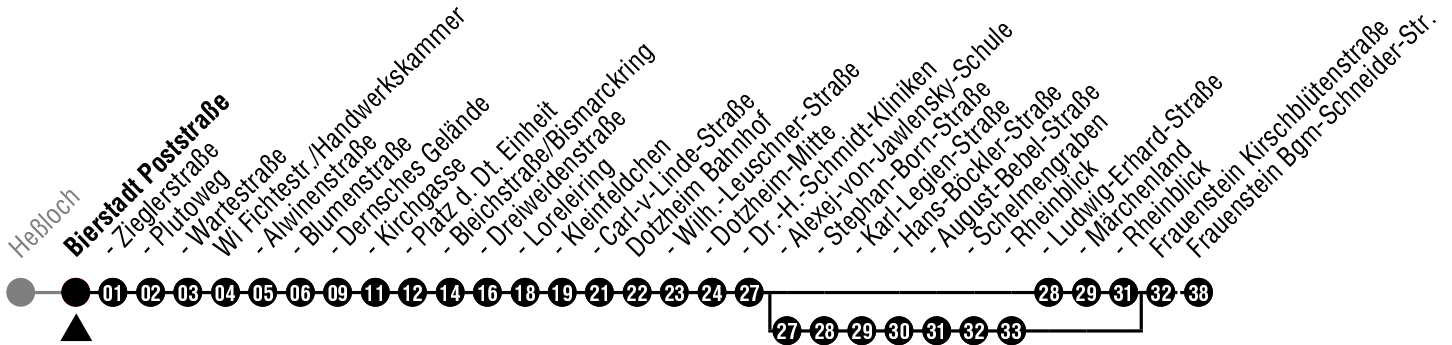 Heßloch
Bierstadt Poststraße
- Zieglerstraße
- Plutoweg
- Wartestraße
Wi Fichtestr./Handwerkskammer
- Alwinenstraße
- Blumenstraße
- Dernsches Gelände
- Kirchgasse
- Platz d. Dt. Einheit
- Bleichstraße/Bismarckring
- Dreiweidenstraße
- Loreleiring
- Kleinfeldchen
- Carl-v-Linde-Straße
Dotzheim Bahnhof
- Wilh.-Leuschner-Straße
- Dotzheim-Mitte
- Dr.-H.-Schmidt-Kliniken
- Alexej-von-Jawlensky-Schule
- Stephan-Born-Straße
- Karl-Legien-Straße
- Hans-Böckler-Straße
- August-Bebel-Straße
- Schelmengraben
- Rheinblick
- Ludwig-Erhard-Straße
- Märchenland
- Rheinblick
Frauenstein Kirschblütenstraße
Frauenstein Bgm-Schneider-Str.
01 02 03 04 05 06 09 11 12 14 16 18 19 21 22 23 24 27 28 29 31 32 38
27 28 29 30 31 32 33